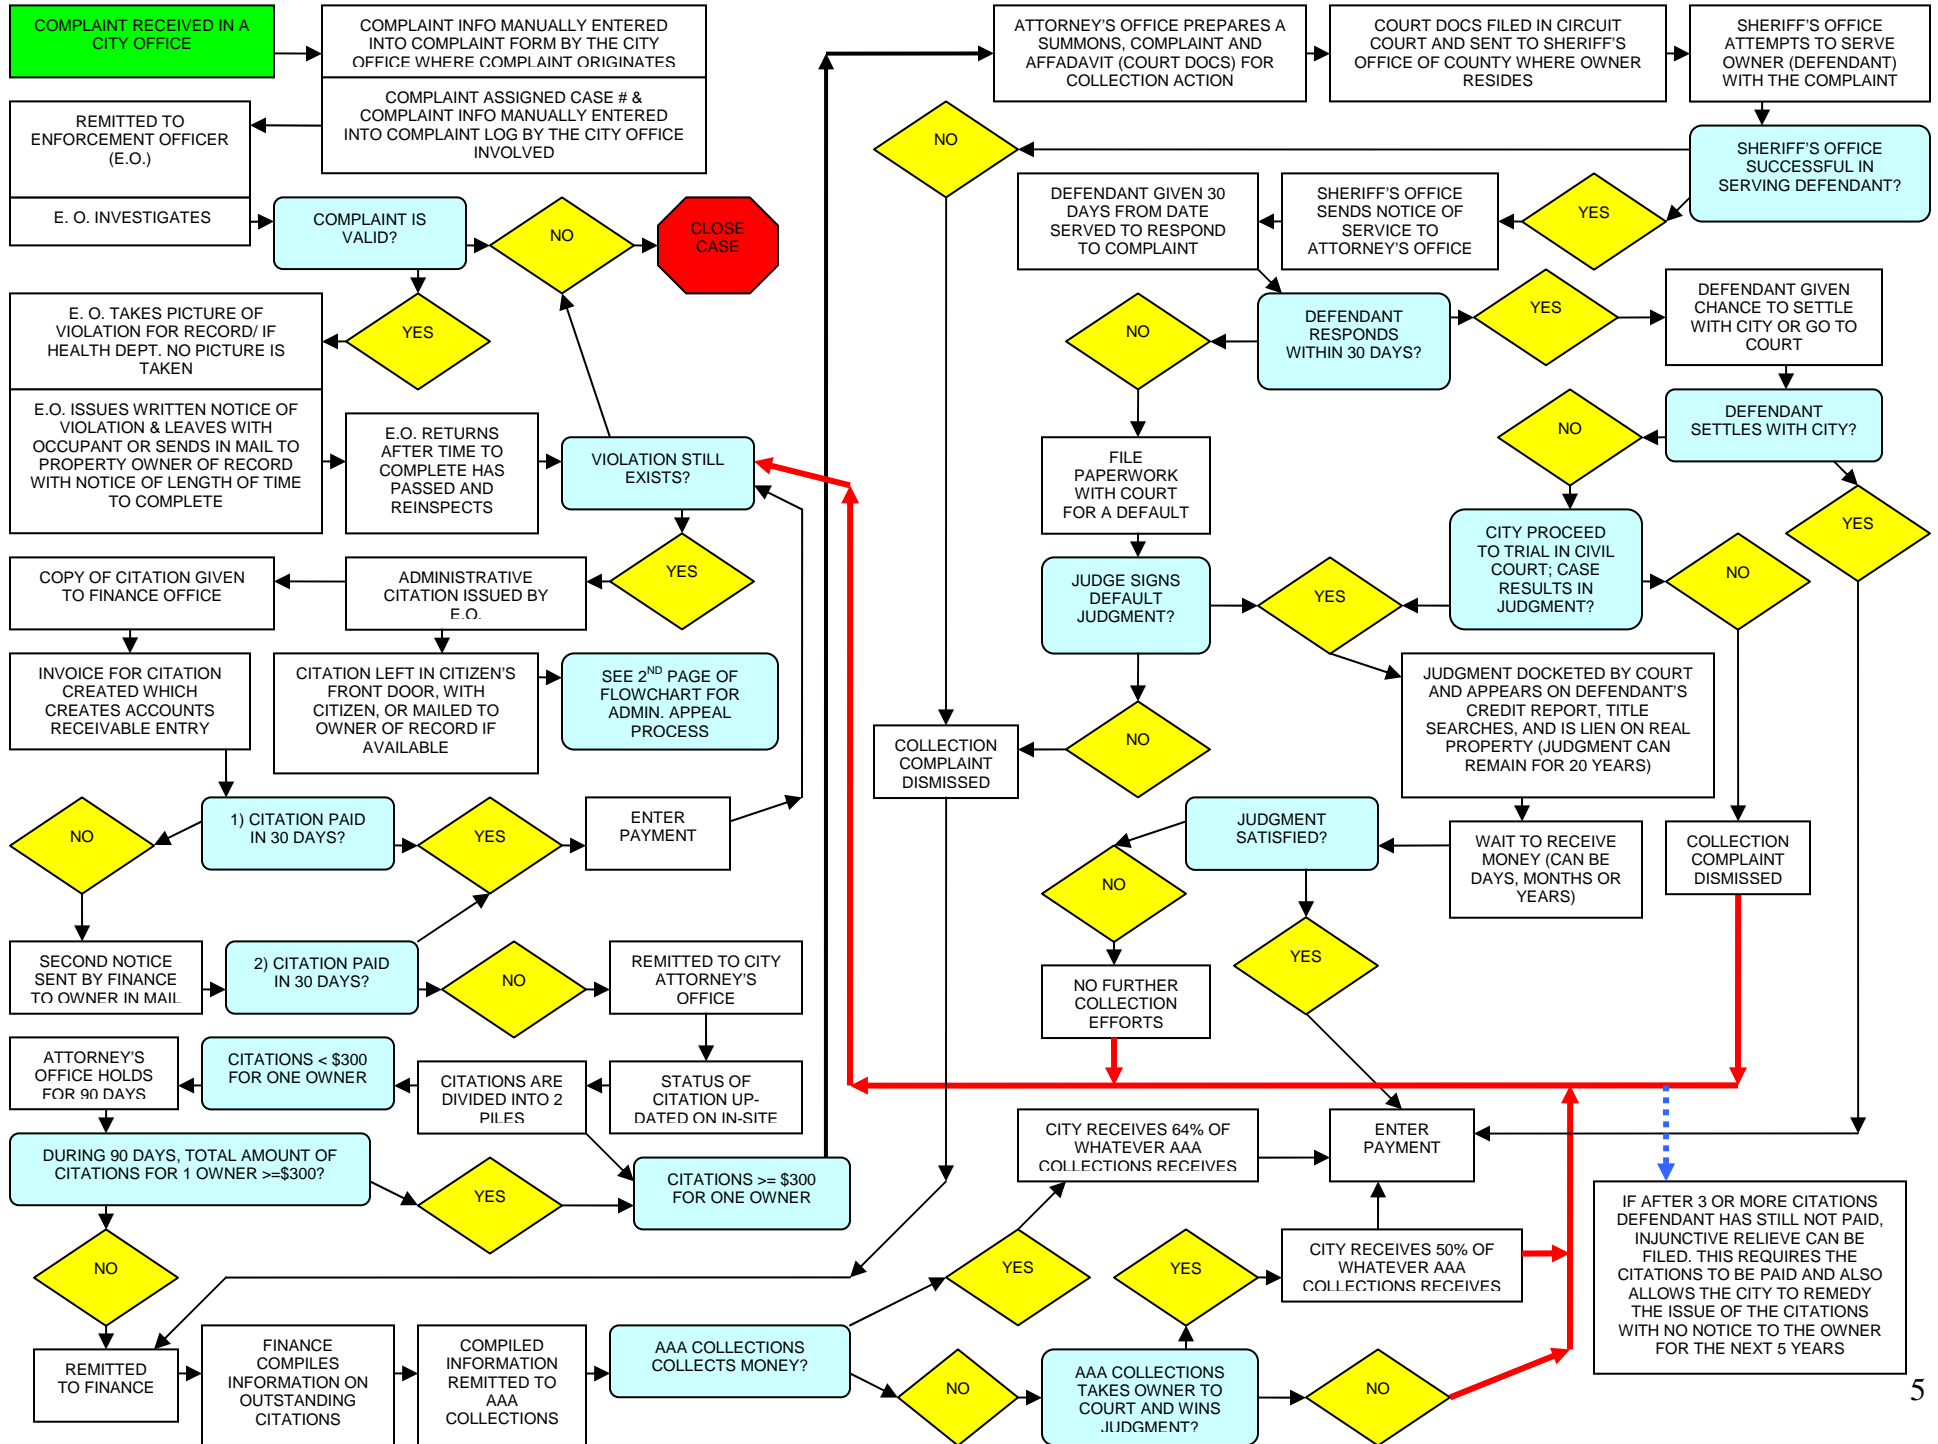 COMPLAINT RECEIVED IN A
CITY OFFICE
COMPLAINT INFO MANUALLY ENTERED
INTO COMPLAINT FORM BY THE CITY
OFFICE WHERE COMPLAINT ORIGINATES
COMPLAINT ASSIGNED CASE # &
COMPLAINT INFO MANUALLY ENTERED
INTO COMPLAINT LOG BY THE CITY OFFICE
INVOLVED
REMITTED TO
ENFORCEMENT OFFICER
(E.O.)
E. O. INVESTIGATES
COMPLAINT IS
VALID?
NO
CLOSE
CASE
YES
E. O. TAKES PICTURE OF
VIOLATION FOR RECORD/ IF
HEALTH DEPT. NO PICTURE IS
TAKEN
E.O. ISSUES WRITTEN NOTICE OF
VIOLATION & LEAVES WITH
OCCUPANT OR SENDS IN MAIL TO
PROPERTY OWNER OF RECORD
WITH NOTICE OF LENGTH OF TIME
TO COMPLETE
E.O. RETURNS
AFTER TIME TO
COMPLETE HAS
PASSED AND
REINSPECTS
VIOLATION STILL
EXISTS?
YES
ADMINISTRATIVE
CITATION ISSUED BY
E.O.
COPY OF CITATION GIVEN
TO FINANCE OFFICE
INVOICE FOR CITATION
CREATED WHICH
CREATES ACCOUNTS
RECEIVABLE ENTRY
CITATION LEFT IN CITIZEN'S
FRONT DOOR, WITH
CITIZEN, OR MAILED TO
OWNER OF RECORD IF
AVAILABLE
SEE 2ND PAGE OF
FLOWCHART FOR
ADMIN. APPEAL
PROCESS
NO
1) CITATION PAID
IN 30 DAYS?
YES
ENTER
PAYMENT
SECOND NOTICE
SENT BY FINANCE
TO OWNER IN MAIL
2) CITATION PAID
IN 30 DAYS?
NO
REMITTED TO CITY
ATTORNEY'S
OFFICE
ATTORNEY'S
OFFICE HOLDS
FOR 90 DAYS
CITATIONS < $300
FOR ONE OWNER
CITATIONS ARE
DIVIDED INTO 2
PILES
STATUS OF
CITATION UP-
DATED ON IN-SITE
DURING 90 DAYS, TOTAL AMOUNT OF
CITATIONS FOR 1 OWNER >=$300?
YES
CITATIONS >= $300
FOR ONE OWNER
NO
REMITTED
TO FINANCE
FINANCE
COMPILES
INFORMATION ON
OUTSTANDING
CITATIONS
COMPILED
INFORMATION
REMITTED TO
AAA
COLLECTIONS
AAA COLLECTIONS
COLLECTS MONEY?
ATTORNEY'S OFFICE PREPARES A
SUMMONS, COMPLAINT AND
AFFADAVIT (COURT DOCS) FOR
COLLECTION ACTION
COURT DOCS FILED IN CIRCUIT
COURT AND SENT TO SHERIFF'S
OFFICE OF COUNTY WHERE OWNER
RESIDES
SHERIFF'S OFFICE
ATTEMPTS TO SERVE
OWNER (DEFENDANT)
WITH THE COMPLAINT
NO
SHERIFF'S OFFICE
SUCCESSFUL IN
SERVING DEFENDANT?
DEFENDANT GIVEN 30
DAYS FROM DATE
SERVED TO RESPOND
TO COMPLAINT
SHERIFF'S OFFICE
SENDS NOTICE OF
SERVICE TO
ATTORNEY'S OFFICE
YES
NO
DEFENDANT
RESPONDS
WITHIN 30 DAYS?
YES
DEFENDANT GIVEN
CHANCE TO SETTLE
WITH CITY OR GO TO
COURT
FILE
PAPERWORK
WITH COURT
FOR A DEFAULT
NO
DEFENDANT
SETTLES WITH CITY?
YES
JUDGE SIGNS
DEFAULT
JUDGMENT?
YES
CITY PROCEED
TO TRIAL IN CIVIL
COURT; CASE
RESULTS IN
JUDGMENT?
NO
COLLECTION
COMPLAINT
DISMISSED
NO
JUDGMENT DOCKETED BY COURT
AND APPEARS ON DEFENDANT'S
CREDIT REPORT, TITLE
SEARCHES, AND IS LIEN ON REAL
PROPERTY (JUDGMENT CAN
REMAIN FOR 20 YEARS)
JUDGMENT
SATISFIED?
WAIT TO RECEIVE
MONEY (CAN BE
DAYS, MONTHS OR
YEARS)
COLLECTION
COMPLAINT
DISMISSED
NO
YES
NO FURTHER
COLLECTION
EFFORTS
CITY RECEIVES 64% OF
WHATEVER AAA
COLLECTIONS RECEIVES
ENTER
PAYMENT
YES
YES
CITY RECEIVES 50% OF
WHATEVER AAA
COLLECTIONS RECEIVES
IF AFTER 3 OR MORE CITATIONS
DEFENDANT HAS STILL NOT PAID,
INJUNCTIVE RELIEVE CAN BE
FILED. THIS REQUIRES THE
CITATIONS TO BE PAID AND ALSO
ALLOWS THE CITY TO REMEDY
THE ISSUE OF THE CITATIONS
WITH NO NOTICE TO THE OWNER
FOR THE NEXT 5 YEARS
NO
AAA COLLECTIONS
TAKES OWNER TO
COURT AND WINS
JUDGMENT?
NO
5